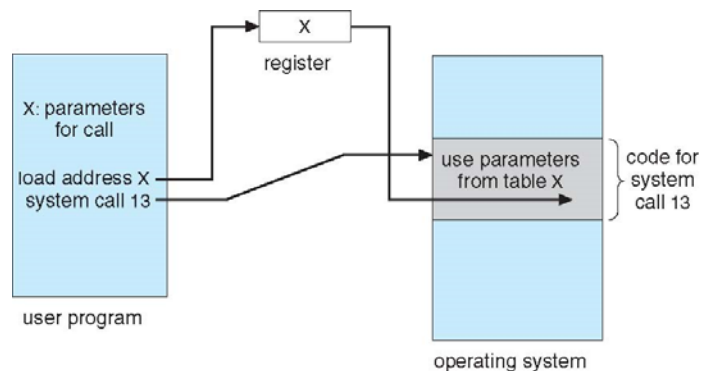 X
register
X: parameters
for call
load address X
system call 13
user program
use parameters
from table X
code for
system
call 13
operating system